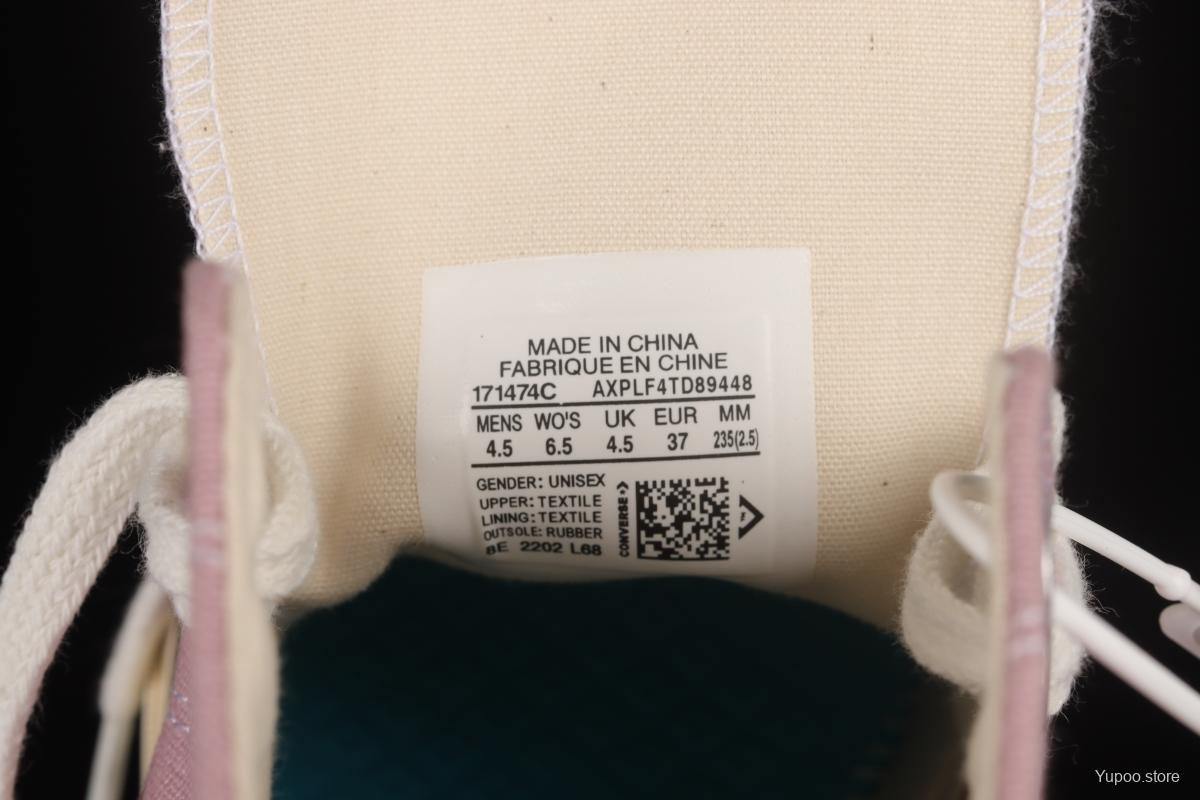 MADE IN CHINA
FABRIQUE EN CHINE
171474C AXPLF4TD89448
MENS WO'S UK EUR MM
4.5 6.5 4.5 37 235(2.5)
GENDER: UNISEX
UPPER: TEXTILE
LINING: TEXTILE
OUTSOLE: RUBBER
8E 2202 L68
CONVERSE
Yupoo.store